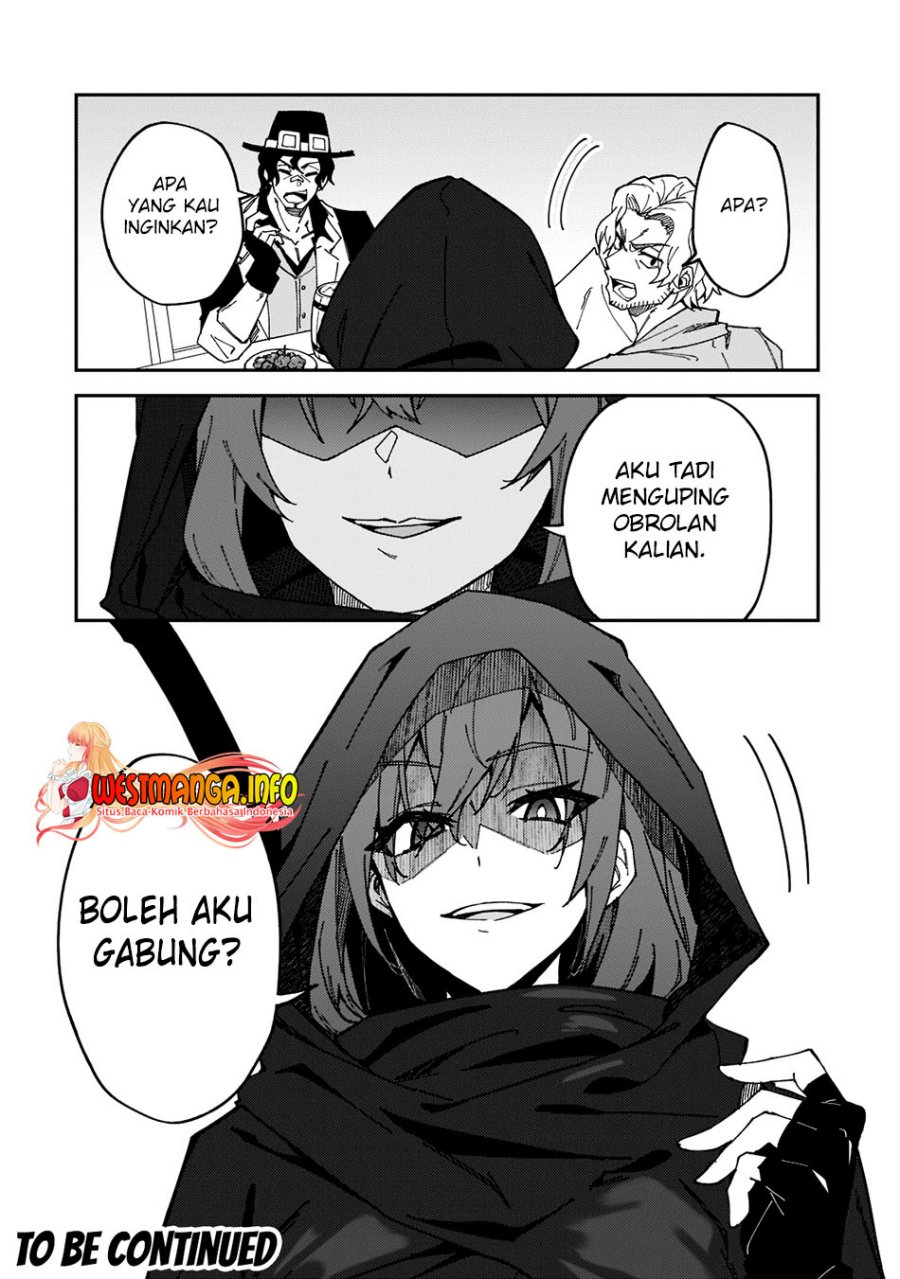 APA?
APA
YANG KAU
INGINKAN?
AKU TADI
MENGUPING
OBROLAN
KALIAN.
WESTMANGA.INFO
Situs Baca Komik Berbahasa Indonesia
BOLEH AKU
GABUNG?
TO BE CONTINUED